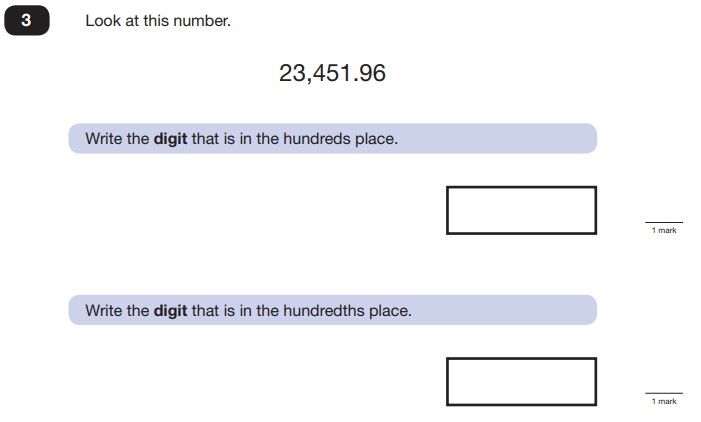 3 Look at this number.
23,451.96
Write the digit that is in the hundreds place.
1 mark
Write the digit that is in the hundredths place.
1 mark